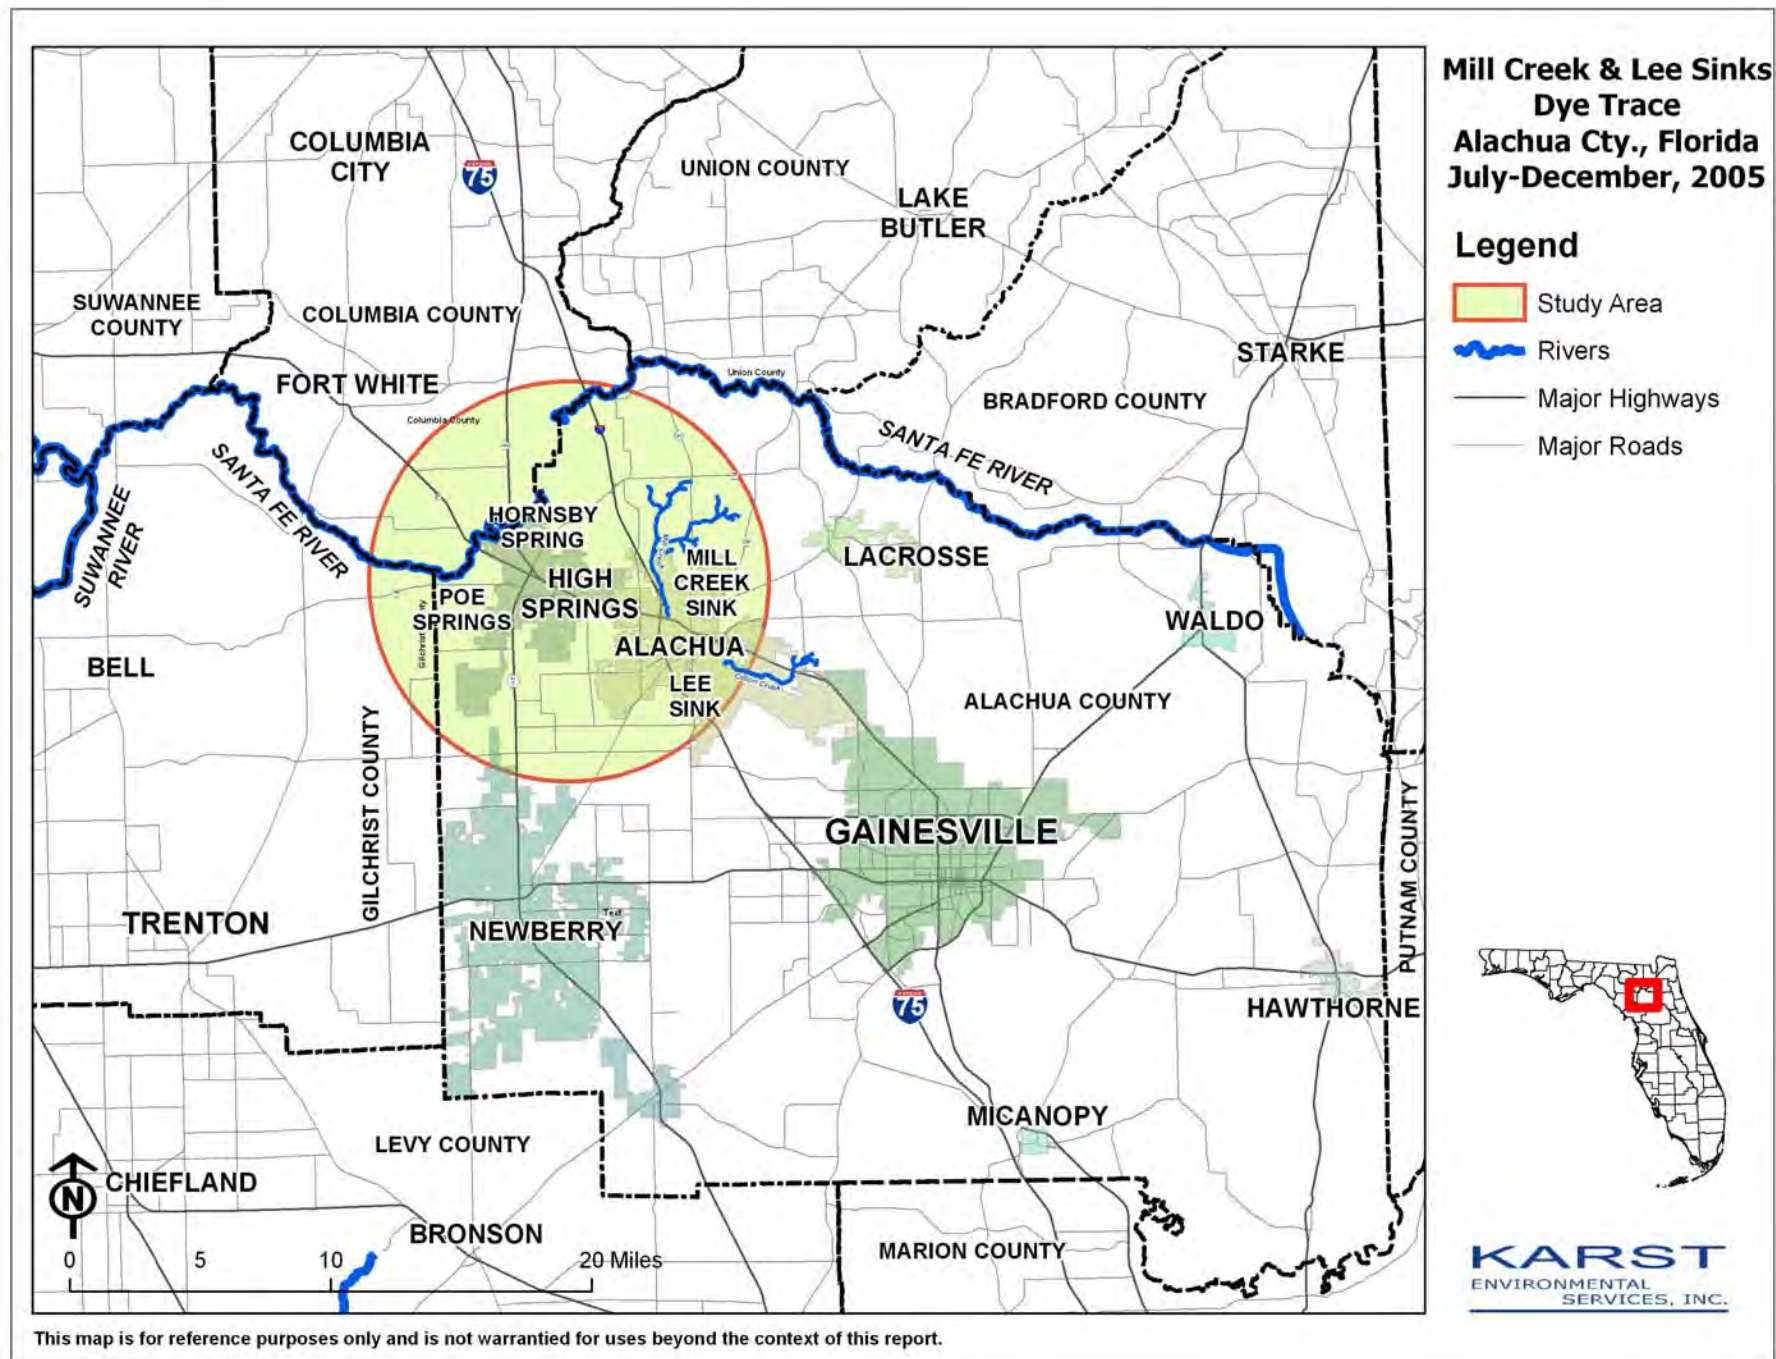 Mill Creek & Lee Sinks
Dye Trace
Alachua Cty., Florida
July-December, 2005
Legend
Study Area
Rivers
Major Highways
Major Roads
COLUMBIA
CITY
75
UNION COUNTY
LAKE
BUTLER
SUWANNEE
COUNTY
COLUMBIA COUNTY
STARKE
FORT WHITE
Union County
Columbia County
BRADFORD COUNTY
SANTA FE RIVER
SANTA FE RIVER
SUWANNEE
RIVER
HORNSBY
SPRING
LACROSSE
MILL
CREEK
SINK
HIGH
SPRINGS
POE
SPRINGS
WALDO
ALACHUA
BELL
LEE
SINK
ALACHUA COUNTY
GILCHRIST COUNTY
GAINESVILLE
PUTNAM COUNTY
TRENTON
NEWBERRY
Text
75
HAWTHORNE
MICANOPY
LEVY COUNTY
N
CHIEFLAND
BRONSON
MARION COUNTY
0 5 10 20 Miles
KARST
ENVIRONMENTAL
SERVICES, INC.
This map is for reference purposes only and is not warrantied for uses beyond the context of this report.